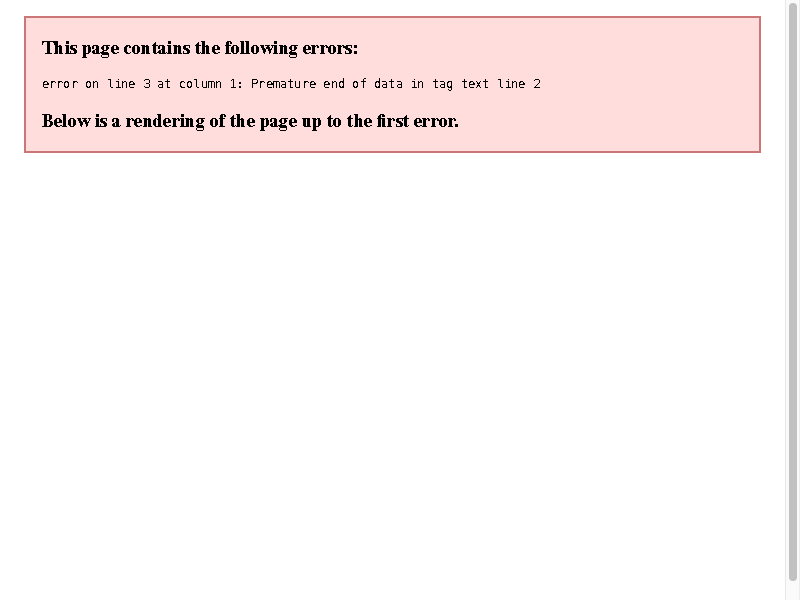 This page contains the following errors:
error on line 3 at column 1: Premature end of data in tag text line 2
Below is a rendering of the page up to the first error.